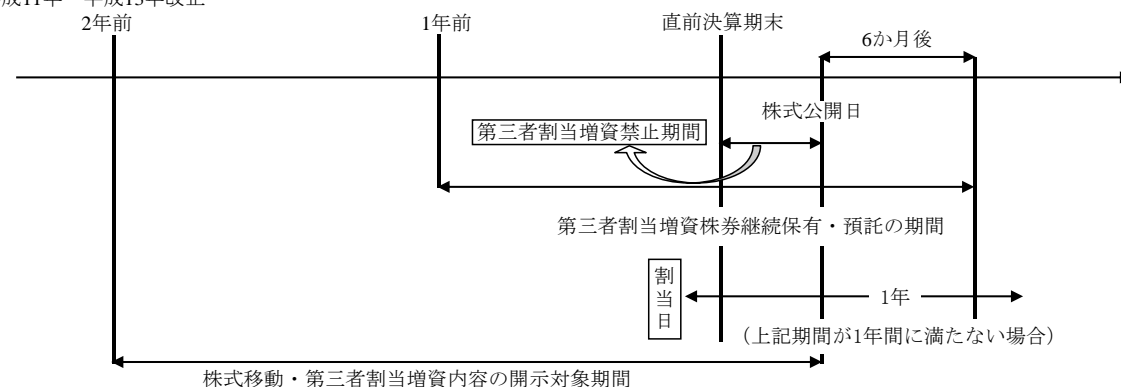 2年前
1年前
直前決算期末
6か月後
株式公開日
第三者割当増資禁止期間
第三者割当増資株券継続保有・預託の期間
割当日
1年
（上記期間が1年間に満たない場合）
株式移動・第三者割当増資内容の開示対象期間